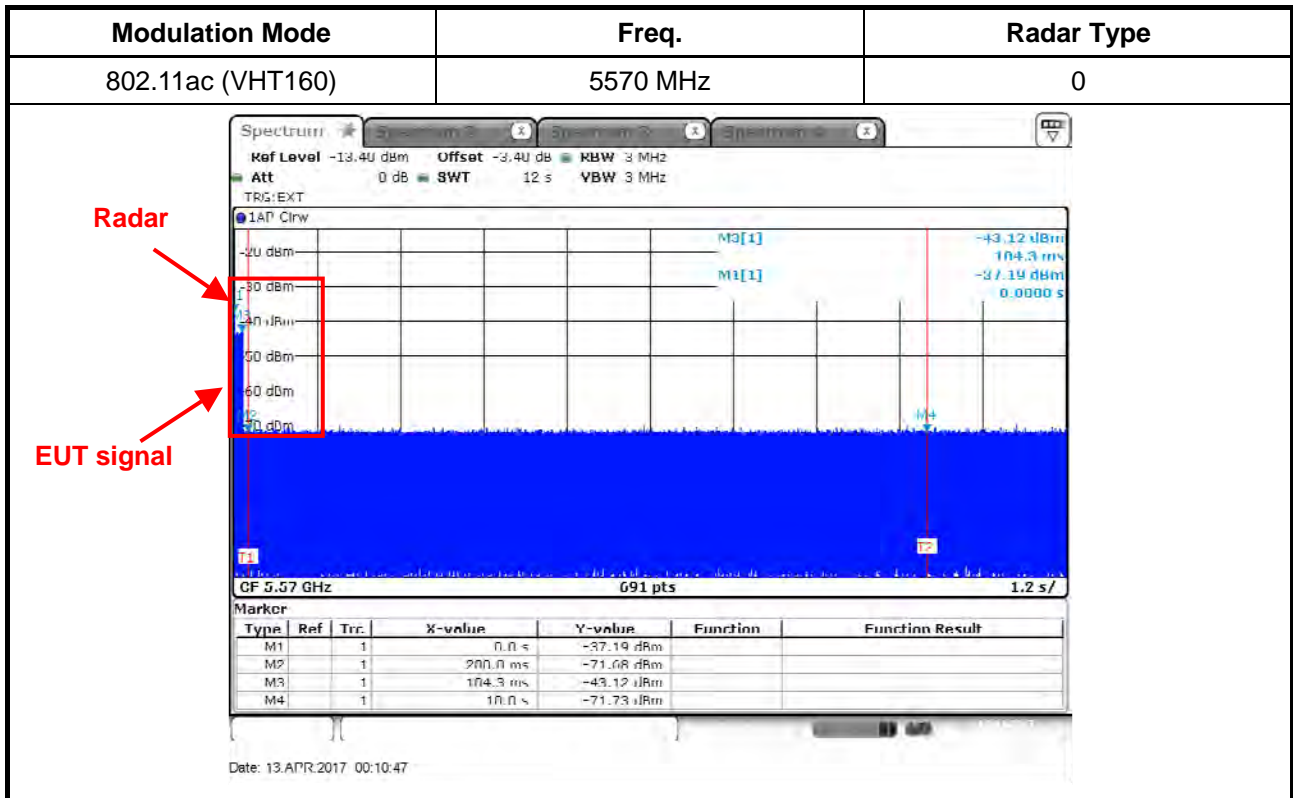 Modulation Mode Freq. Radar Type
802.11ac (VHT160) 5570 MHz 0
Spectrum
Ref Level -13.40 dBm Offset -3.40 dB RBW 3 MHz
Att 0 dB SWT 12 s VBW 3 MHz
TRG:EXT
1AP Clrw
Radar
M3[1] -43.12 dBm
104.3 ms
M1[1] -37.19 dBm
0.0000 s
-20 dBm
-30 dBm
-40 dBm
-50 dBm
-60 dBm
M2 M4
EUT signal
T1 T2
CF 5.57 GHz 691 pts 1.2 s/
Marker
Type Ref Trc. X-value Y-value Function Function Result
M1 1 0.0 s -37.19 dBm
M2 1 200.0 ms -71.68 dBm
M3 1 104.3 ms -43.12 dBm
M4 1 10.0 s -71.73 dBm
Date: 13.APR.2017 00:10:47